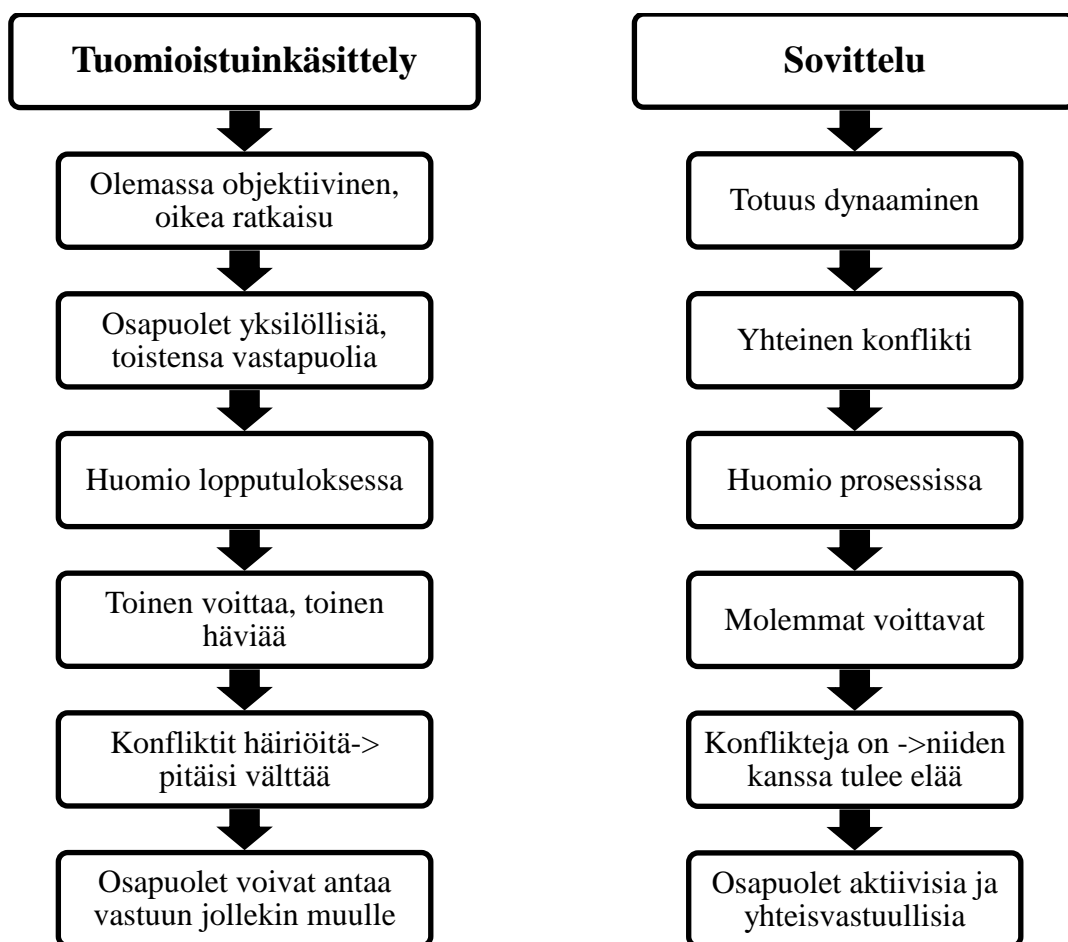 Tuomioistuinkäsittely
Olemassa objektiivinen,
oikea ratkaisu
Osapuolet yksilöllisiä,
toistensa vastapuolia
Huomio lopputuloksessa
Toinen voittaa, toinen
häviää
Konfliktit häiriöitä->
pitäisi välttää
Osapuolet voivat antaa
vastuun jollekin muulle
Sovittelu
Totuus dynaaminen
Yhteinen konflikti
Huomio prosessissa
Molemmat voittavat
Konflikteja on ->niiden
kanssa tulee elää
Osapuolet aktiivisia ja
yhteisvastuullisia